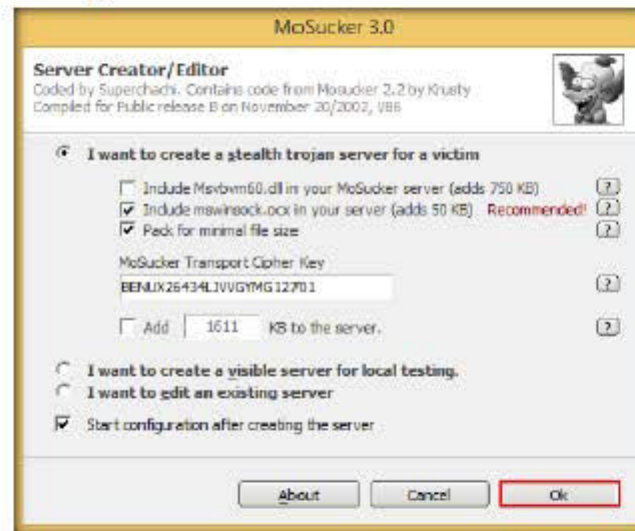 MoSucker 3.0
Server Creator/Editor
Coded by Superchachi. Contains code from Mosucker 2.2 by Krusty
Compiled for Public release B on November 20/2002, VB6
I want to create a stealth trojan server for a victim
Include Msvbvm60.dll in your MoSucker server (adds 750 KB) ?
Include mswinsock.ocx in your server (adds 50 KB) Recommended! ?
Pack for minimal file size ?
MoSucker Transport Cipher Key
BENUX26434LJVVGYMG12701 ?
Add 1611 KB to the server. ?
I want to create a visible server for local testing.
I want to edit an existing server
Start configuration after creating the server
About Cancel Ok